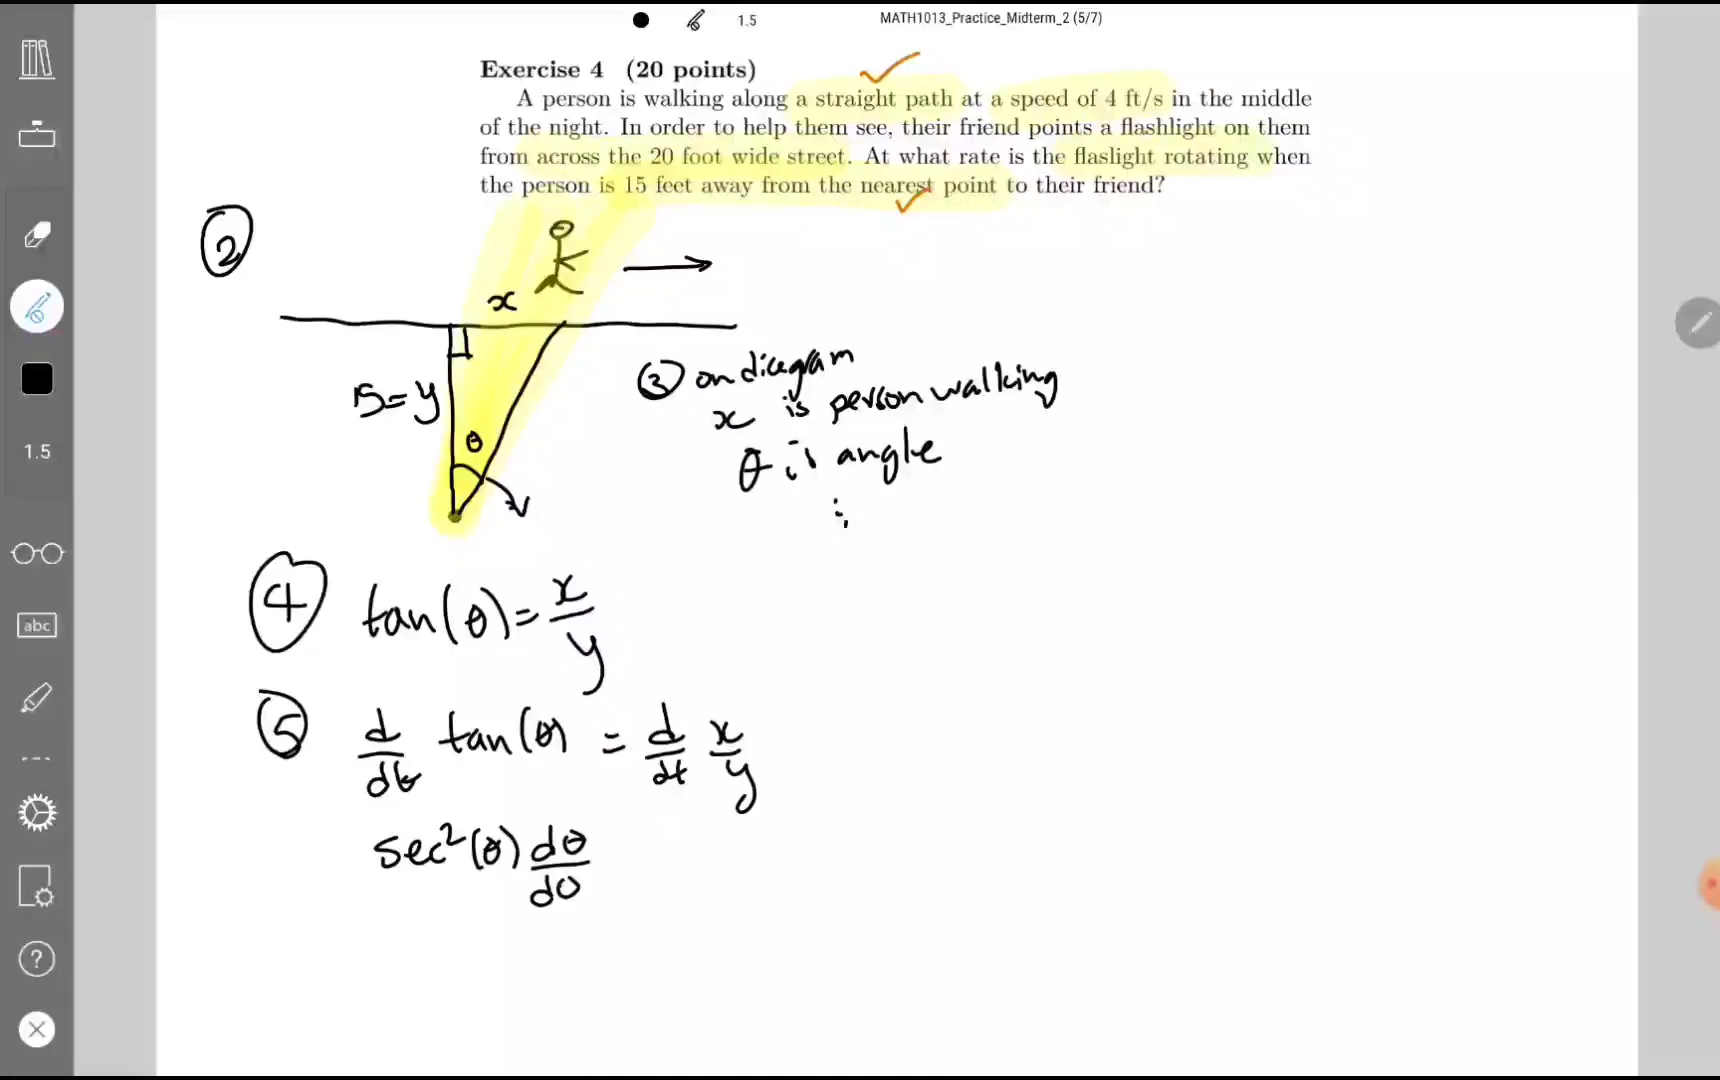 1.5 MATH1013_Practice_Midterm_2 (5/7)
Exercise 4 (20 points)
A person is walking along a straight path at a speed of 4 ft/s in the middle
of the night. In order to help them see, their friend points a flashlight on them
from across the 20 foot wide street. At what rate is the flaslight rotating when
the person is 15 feet away from the nearest point to their friend?
②
x
15=y
θ
③ on diagram
x is person walking
θ is angle
④ tan(θ)=x/y
⑤ d/dt tan(θ) = d/dt x/y
sec²(θ) dθ/dθ
1.5
abc
?